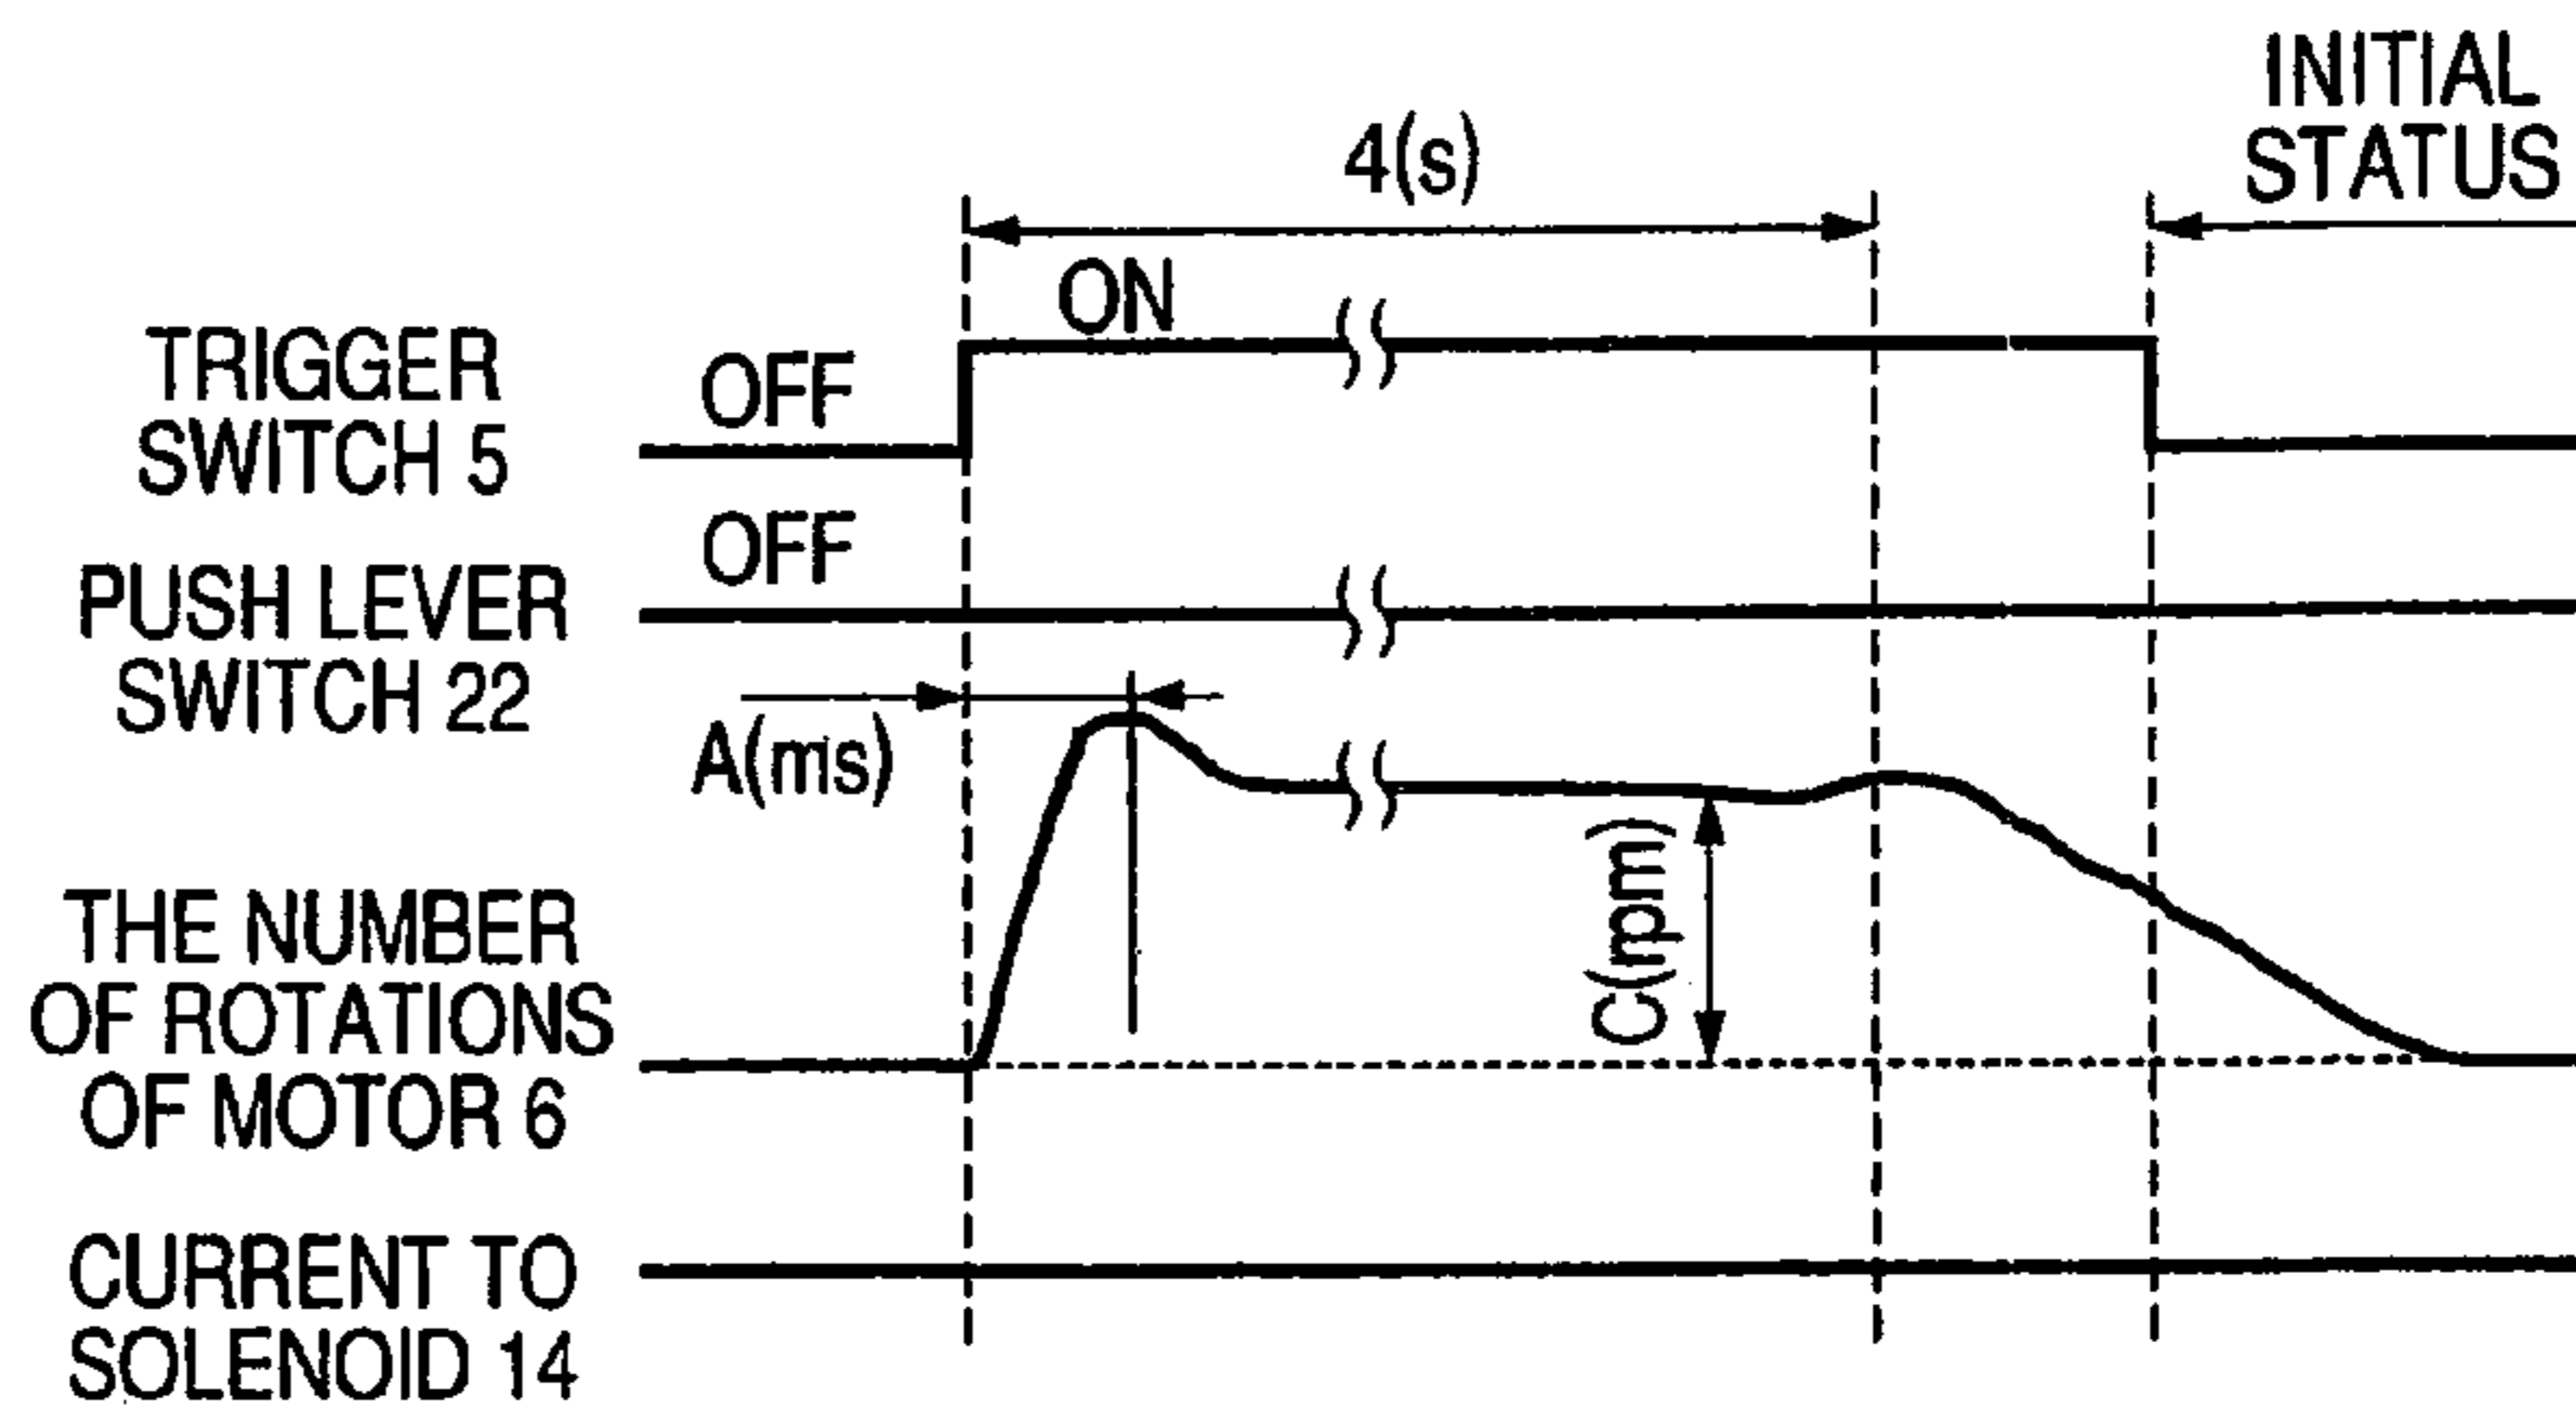 INITIAL
STATUS
4(s)
ON
TRIGGER
SWITCH 5
OFF
OFF
PUSH LEVER
SWITCH 22
A(ms)
C(rpm)
THE NUMBER
OF ROTATIONS
OF MOTOR 6
CURRENT TO
SOLENOID 14